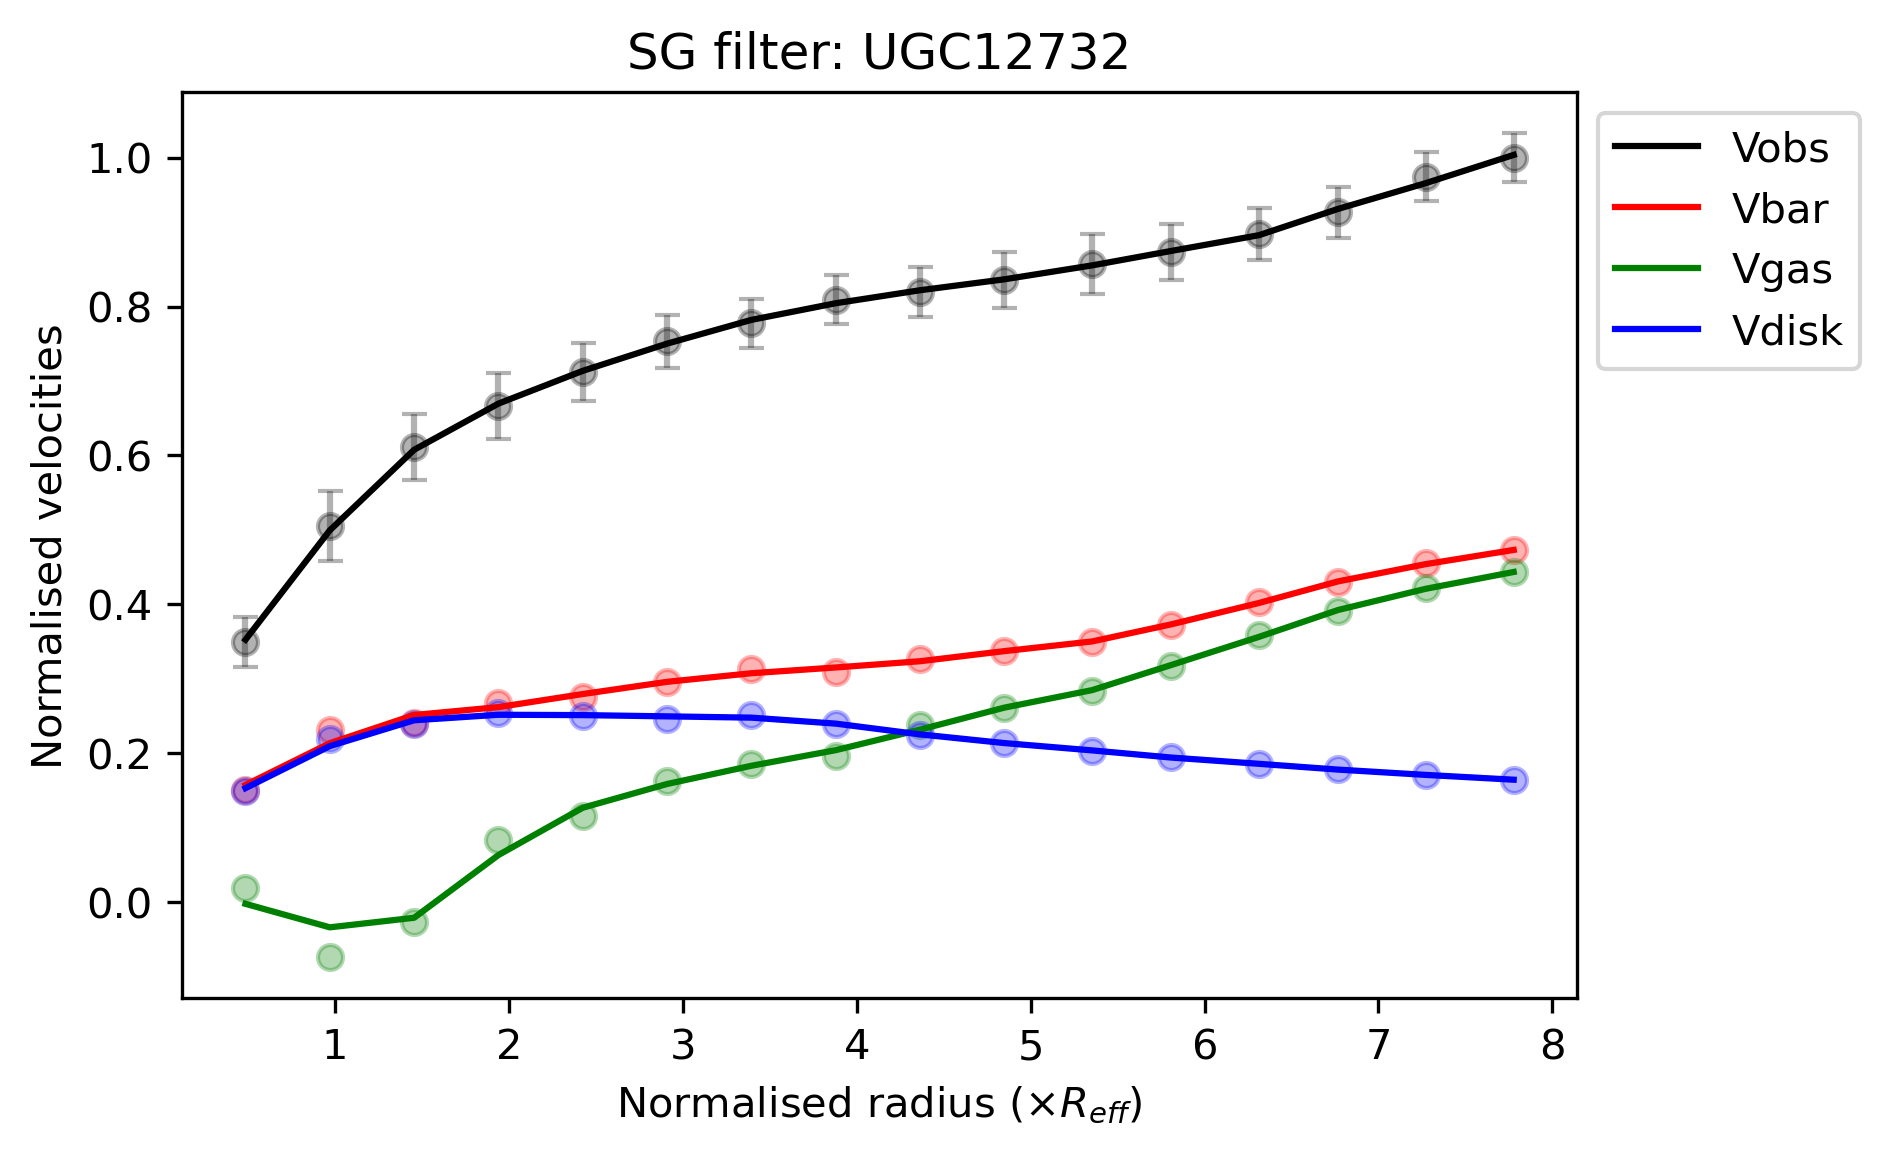 SG filter: UGC12732
Normalised velocities
1.0
0.8
0.6
0.4
0.2
0.0
1 2 3 4 5 6 7 8
Normalised radius (×R_eff)
Vobs
Vbar
Vgas
Vdisk